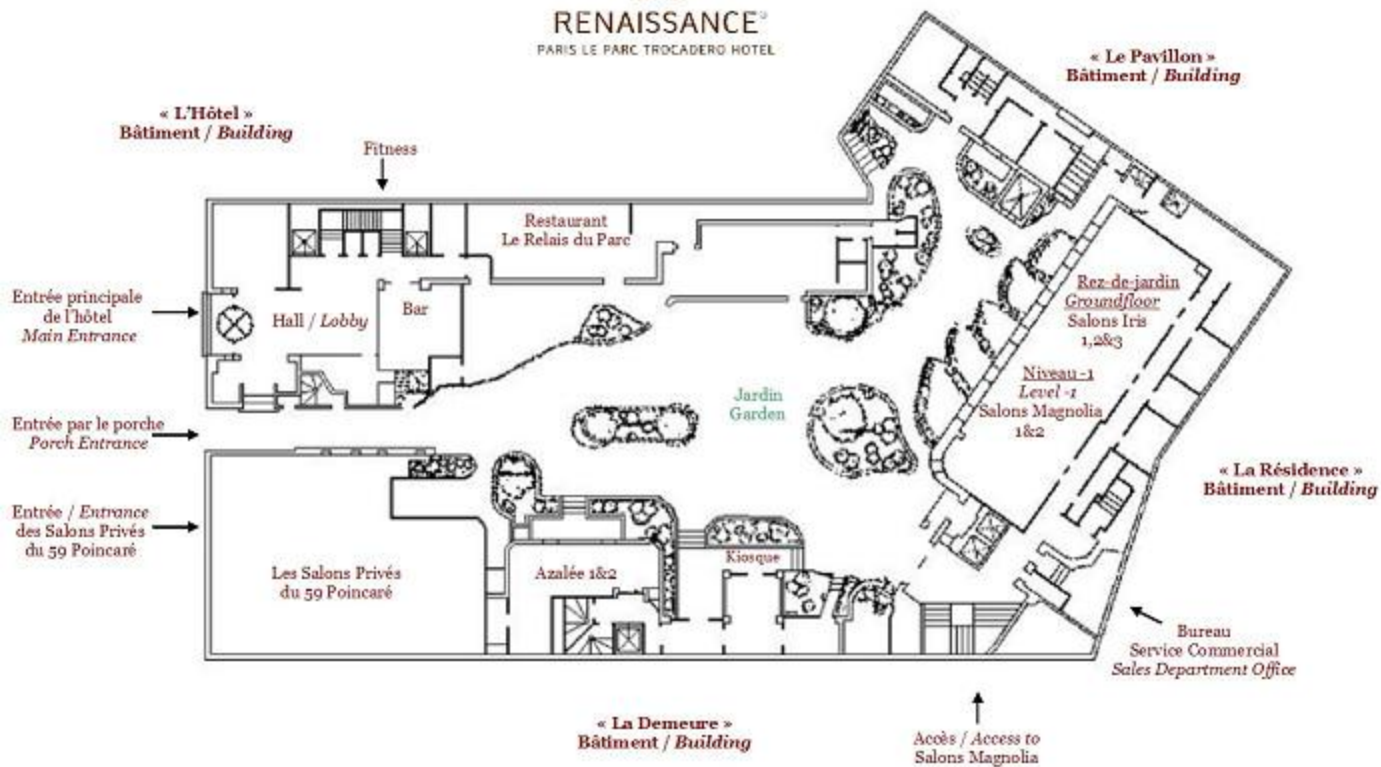 RENAISSANCE®
PARIS LE PARC TROCADERO HOTEL
« Le Pavillon »
Bâtiment / Building
« L'Hôtel »
Bâtiment / Building
Fitness
Restaurant
Le Relais du Parc
Entrée principale
de l'hôtel
Main Entrance
Hall / Lobby
Bar
Rez-de-jardin
Groundfloor
Salons Iris
1,2&3
Niveau -1
Level -1
Salons Magnolia
1&2
Jardin
Garden
Entrée par le porche
Porch Entrance
« La Résidence »
Bâtiment / Building
Entrée / Entrance
des Salons Privés
du 59 Poincaré
Les Salons Privés
du 59 Poincaré
Azalée 1&2
Kiosque
Bureau
Service Commercial
Sales Department Office
« La Demeure »
Bâtiment / Building
Accès / Access to
Salons Magnolia